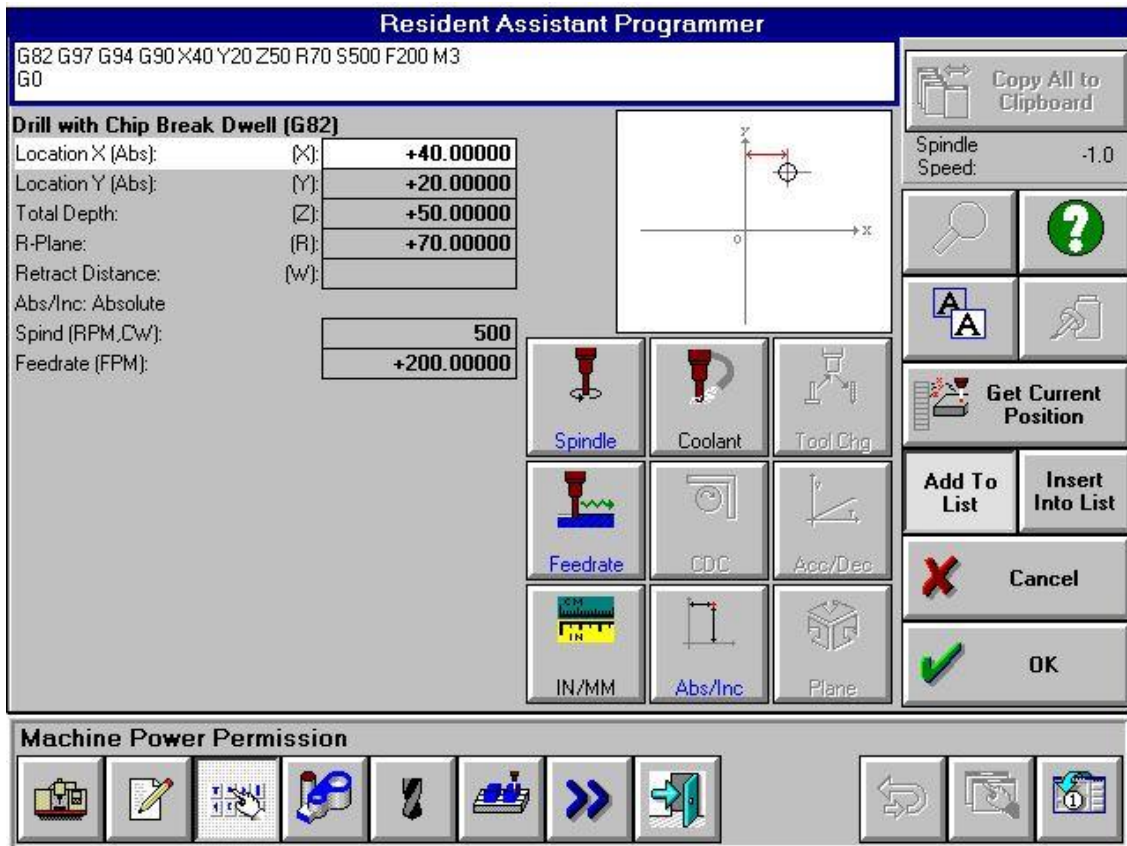 Resident Assistant Programmer
G82 G97 G94 G90 X40 Y20 Z50 R70 S500 F200 M3
G0
Copy All to
Clipboard
Spindle
Speed: -1.0
Drill with Chip Break Dwell (G82)
Location X (Abs): (X): +40.00000
Location Y (Abs): (Y): +20.00000
Total Depth: (Z): +50.00000
R-Plane: (R): +70.00000
Retract Distance: (W):
Abs/Inc: Absolute
Spind (RPM,CW): 500
Feedrate (FPM): +200.00000
Y
X
0
?
A
A
Get Current
Position
Spindle
Coolant
Tool Chg
Add To
List
Insert
Into List
Feedrate
CDC
Acc/Dec
Cancel
CM
IN
IN/MM
Abs/Inc
Plane
OK
Machine Power Permission
1